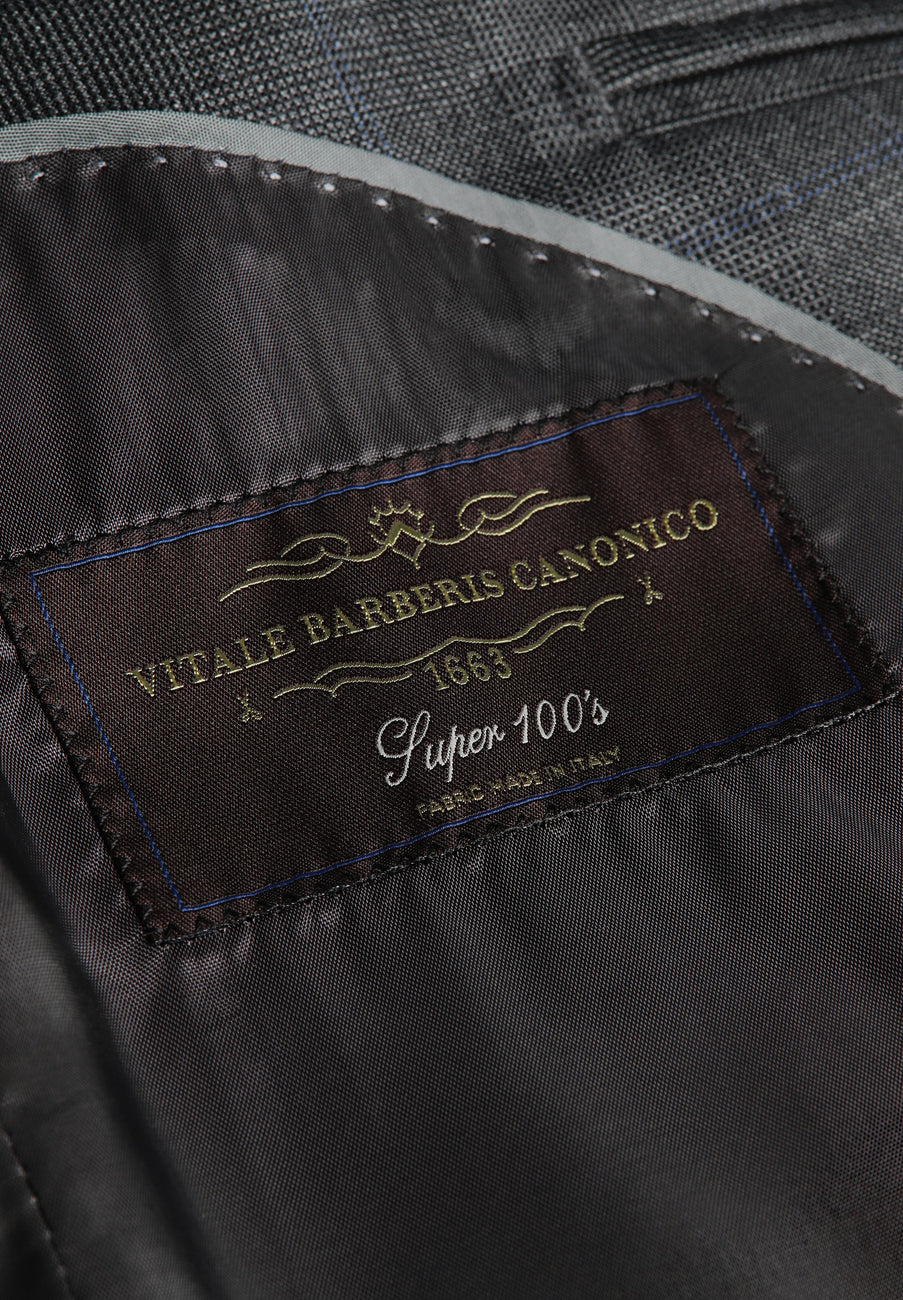 VITALE BARBERIS CANONICO
1663
Super 100's
FABRIC MADE IN ITALY